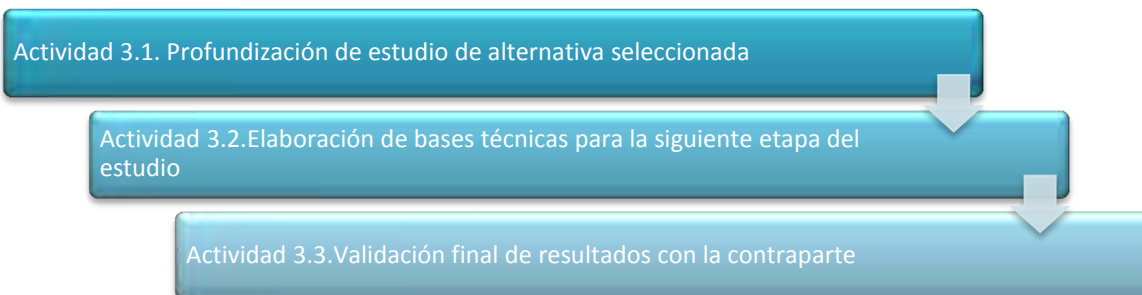 Actividad 3.1. Profundización de estudio de alternativa seleccionada
Actividad 3.2.Elaboración de bases técnicas para la siguiente etapa del
estudio
Actividad 3.3.Validación final de resultados con la contraparte